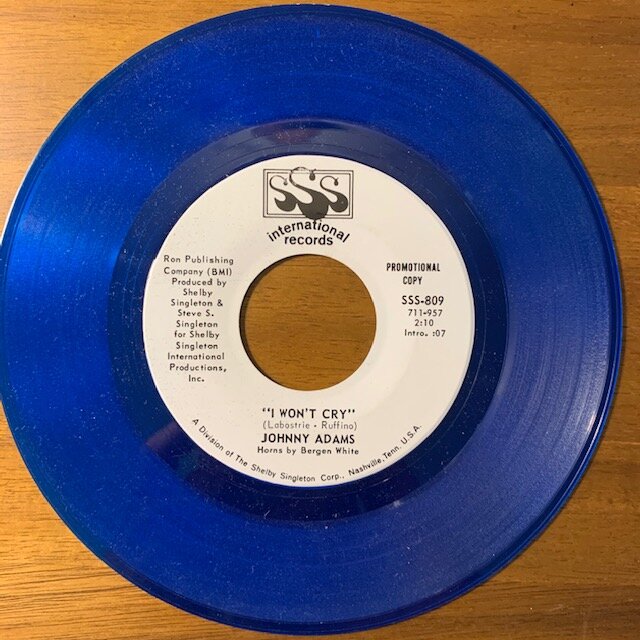 SSS
international
records
Ron Publishing
Company (BMI)
Produced by
Shelby
Singleton &
Steve S.
Singleton
for Shelby
Singleton
International
Productions,
Inc.
PROMOTIONAL
COPY
SSS-809
711-957
2:10
Intro. :07
"I WON'T CRY"
(Labostrie - Ruffino)
JOHNNY ADAMS
Horns by Bergen White
A Division of The Shelby Singleton Corp., Nashville, Tenn. U.S.A.